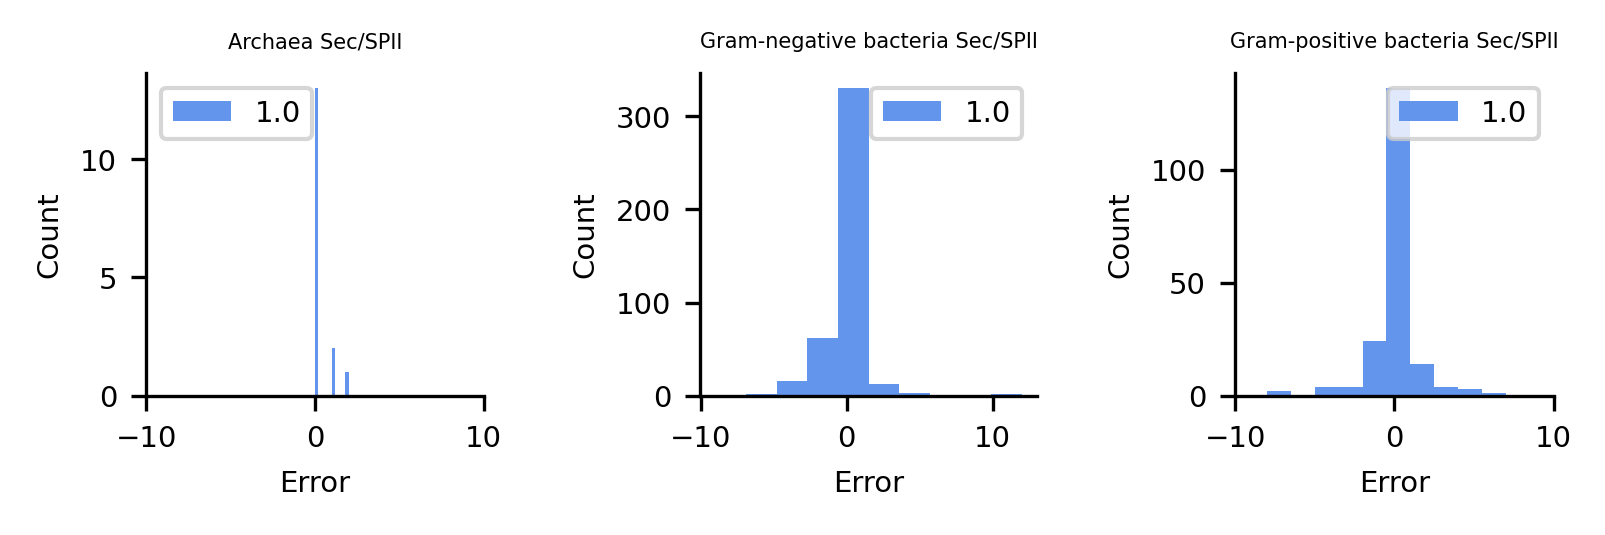 Archaea Sec/SPII
1.0
10
5
0
Count
−10
0
10
Error
Gram-negative bacteria Sec/SPII
1.0
300
200
100
0
Count
−10
0
10
Error
Gram-positive bacteria Sec/SPII
1.0
100
50
0
Count
−10
0
10
Error